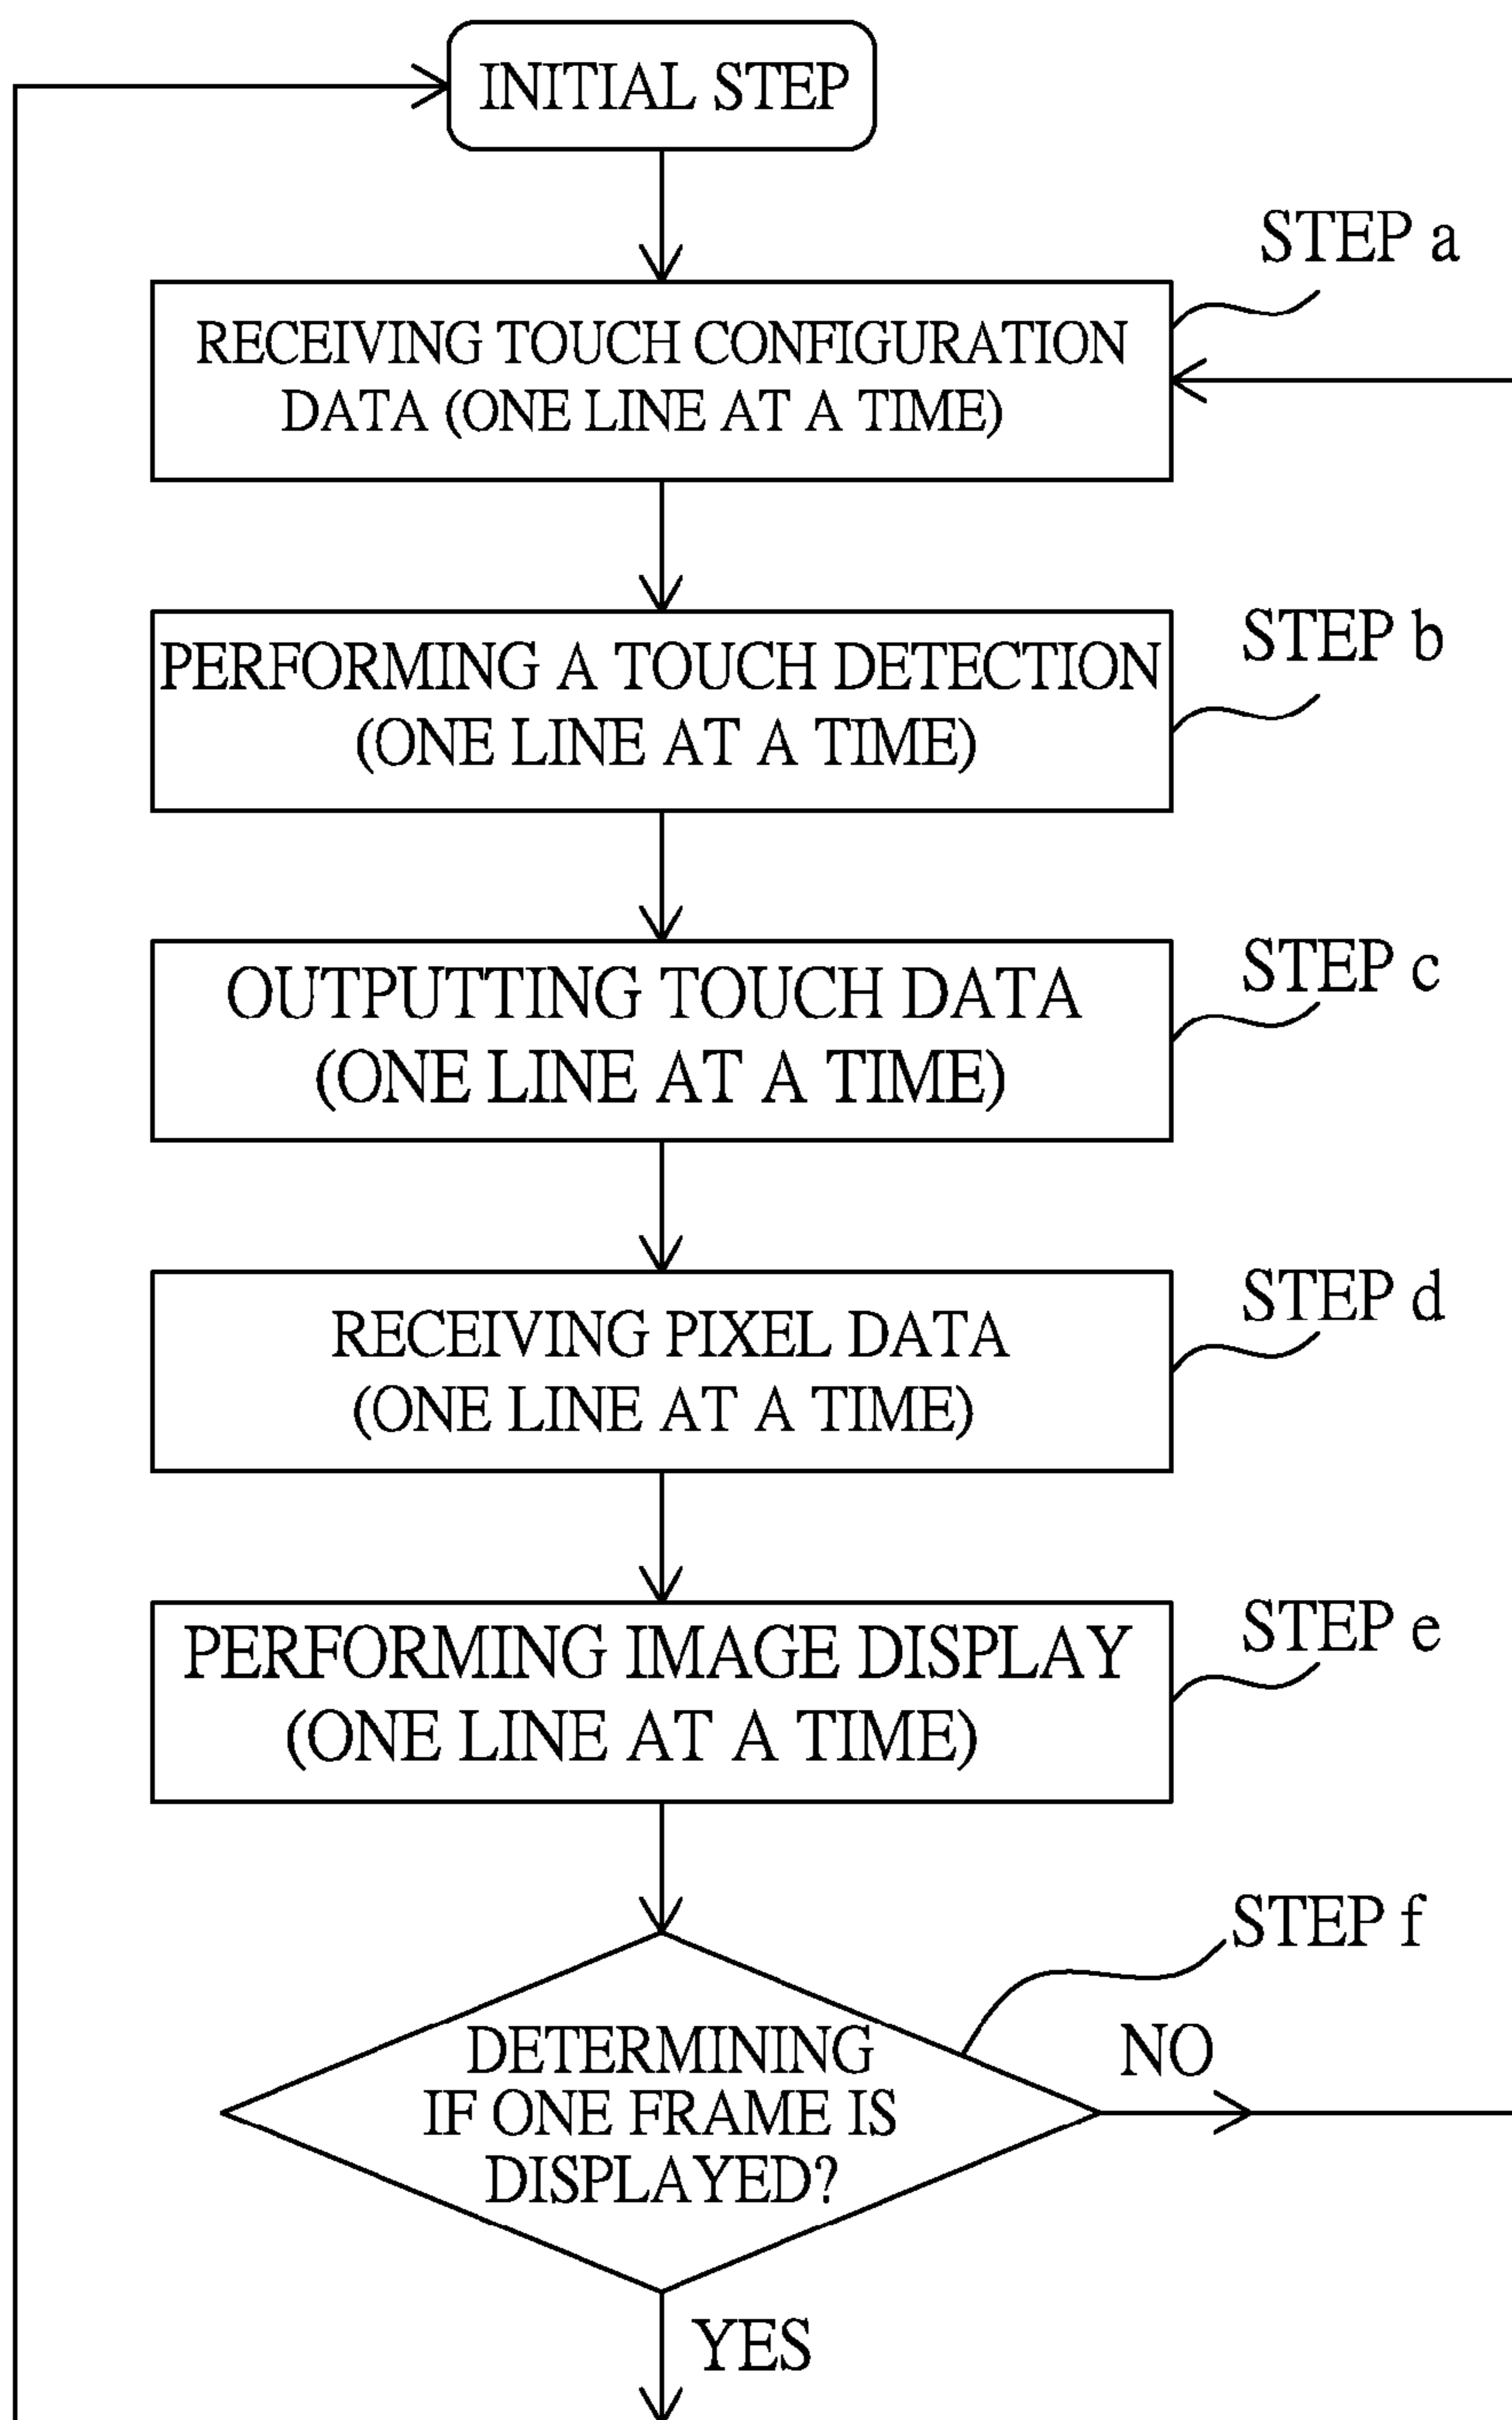 INITIAL STEP
STEP a
RECEIVING TOUCH CONFIGURATION
DATA (ONE LINE AT A TIME)
STEP b
PERFORMING A TOUCH DETECTION
(ONE LINE AT A TIME)
STEP c
OUTPUTTING TOUCH DATA
(ONE LINE AT A TIME)
STEP d
RECEIVING PIXEL DATA
(ONE LINE AT A TIME)
STEP e
PERFORMING IMAGE DISPLAY
(ONE LINE AT A TIME)
STEP f
DETERMINING
IF ONE FRAME IS
DISPLAYED?
NO
YES